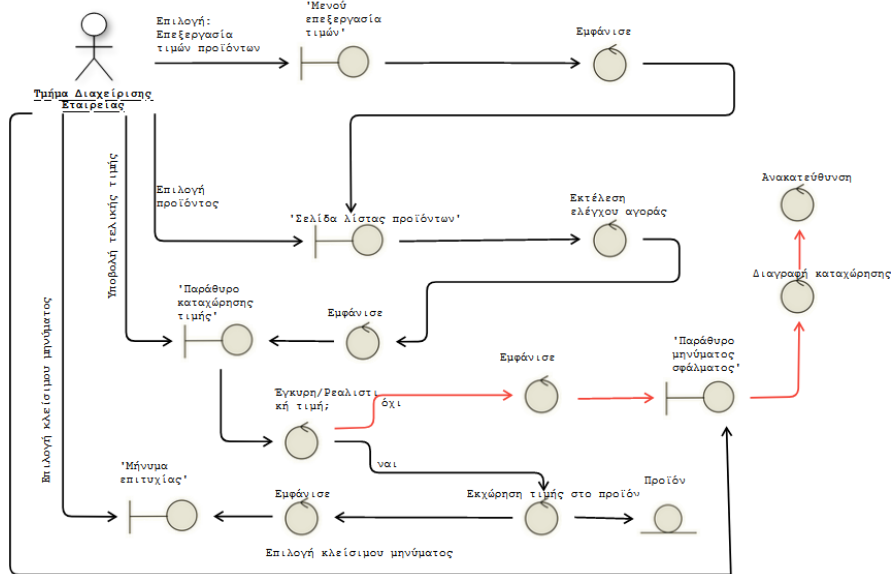 Επιλογή:
Επεξεργασία
τιμών προϊόντων
'Μενού
επεξεργασία
τιμών'
Εμφάνισε
Τμήμα Διαχείρισης
Εταιρείας
Επιλογή
προϊόντος
'Σελίδα λίστας προϊόντων'
Εκτέλεση
ελέγχου αγοράς
Ανακατεύθυνση
Υποβολή τελικής τιμής
Διαγραφή καταχώρησης
'Παράθυρο
καταχώρησης
τιμής'
Εμφάνισε
'Παράθυρο
μηνύματος
σφάλματος'
Εμφάνισε
Έγκυρη/Ρεαλιστι
κή τιμή;
όχι
Επιλογή κλείσιμου μηνύματος
ναι
'Μήνυμα
επιτυχίας'
Εμφάνισε
Εκχώρηση τιμής στο προϊόν
Προϊόν
Επιλογή κλείσιμου μηνύματος